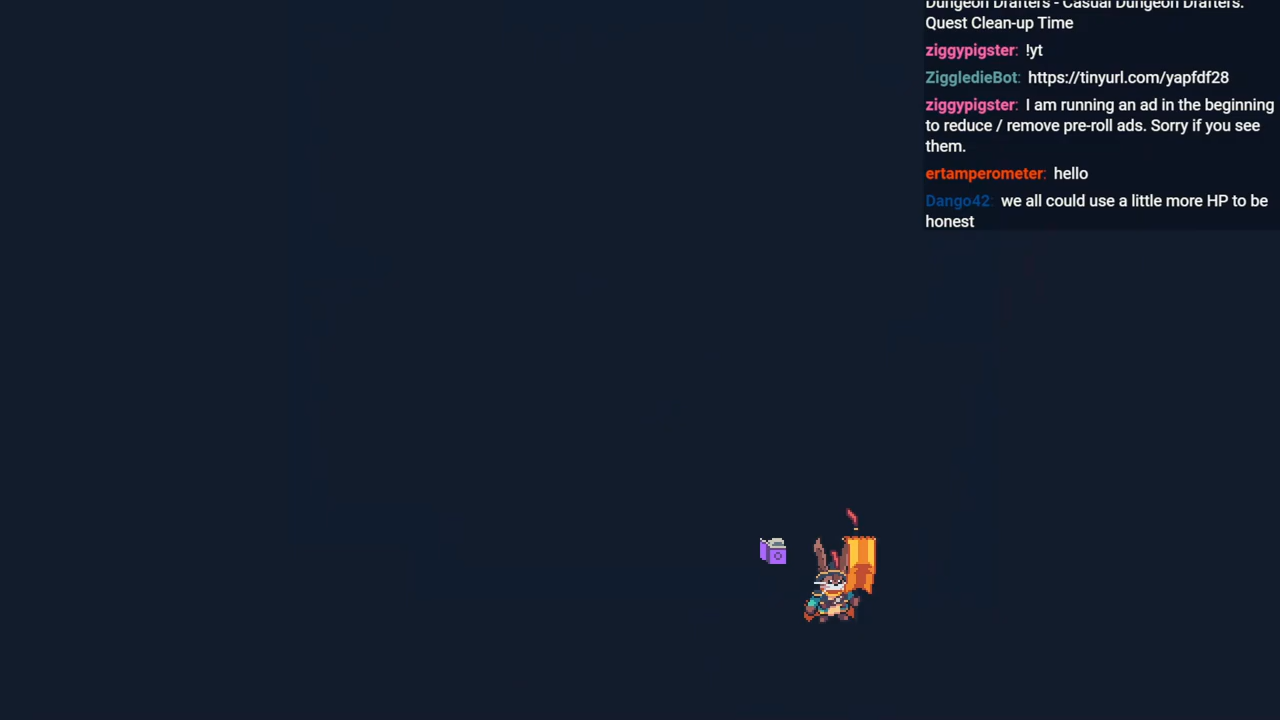 Dungeon Drafters - Casual Dungeon Drafters:
Quest Clean-up Time
ziggypigster: !yt
ZiggledieBot: https://tinyurl.com/yapfdf28
ziggypigster: I am running an ad in the beginning
to reduce / remove pre-roll ads. Sorry if you see
them.
ertamperometer: hello
Dango42: we all could use a little more HP to be
honest